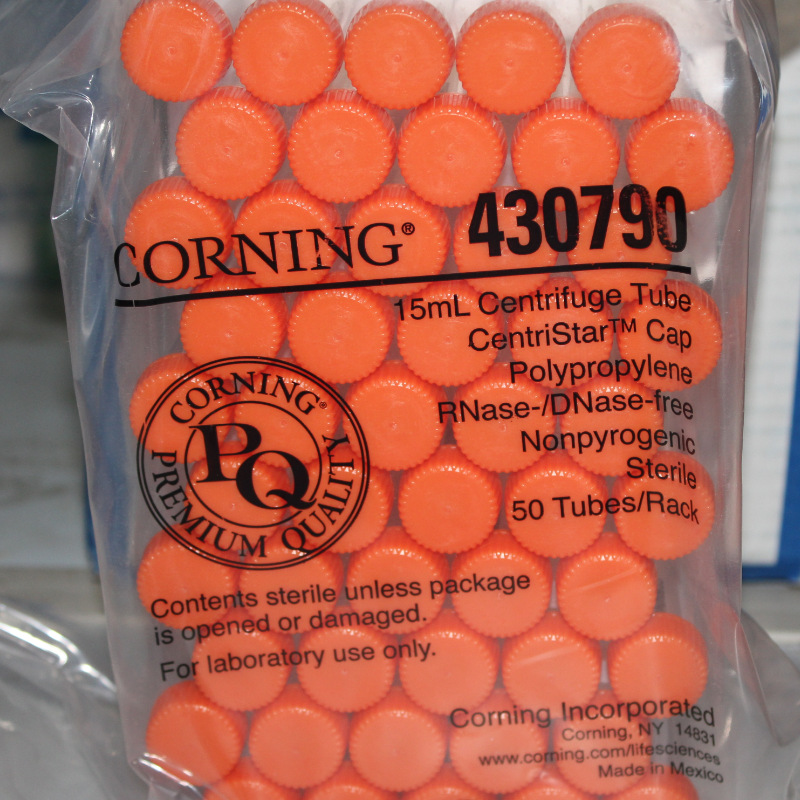 CORNING® 430790
15mL Centrifuge Tube
CentriStar™ Cap
Polypropylene
RNase-/DNase-free
Nonpyrogenic
Sterile
50 Tubes/Rack
CORNING®
PQ
PREMIUM QUALITY
Contents sterile unless package
is opened or damaged.
For laboratory use only.
Corning Incorporated
Corning, NY 14831
www.corning.com/lifesciences
Made in Mexico